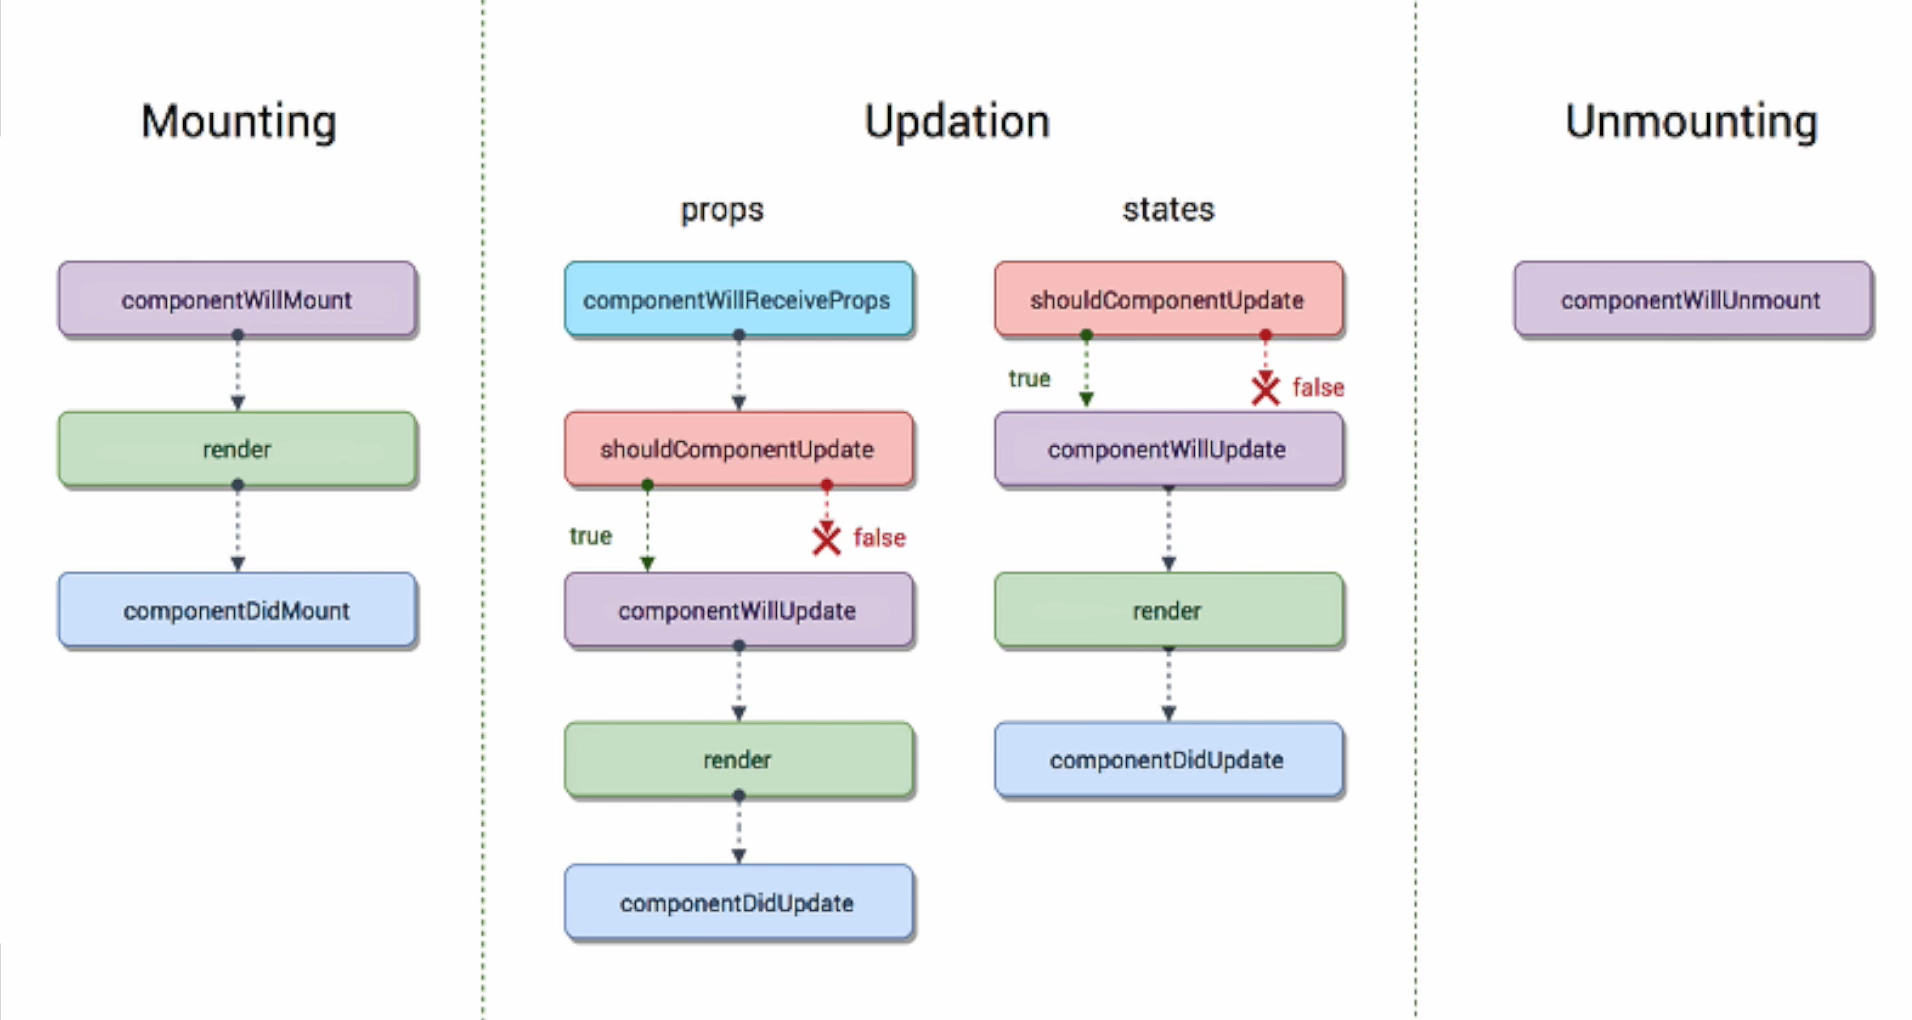 Mounting
componentWillMount
render
componentDidMount
Updation
props
componentWillReceiveProps
shouldComponentUpdate
true
false
componentWillUpdate
render
componentDidUpdate
states
shouldComponentUpdate
true
false
componentWillUpdate
render
componentDidUpdate
Unmounting
componentWillUnmount